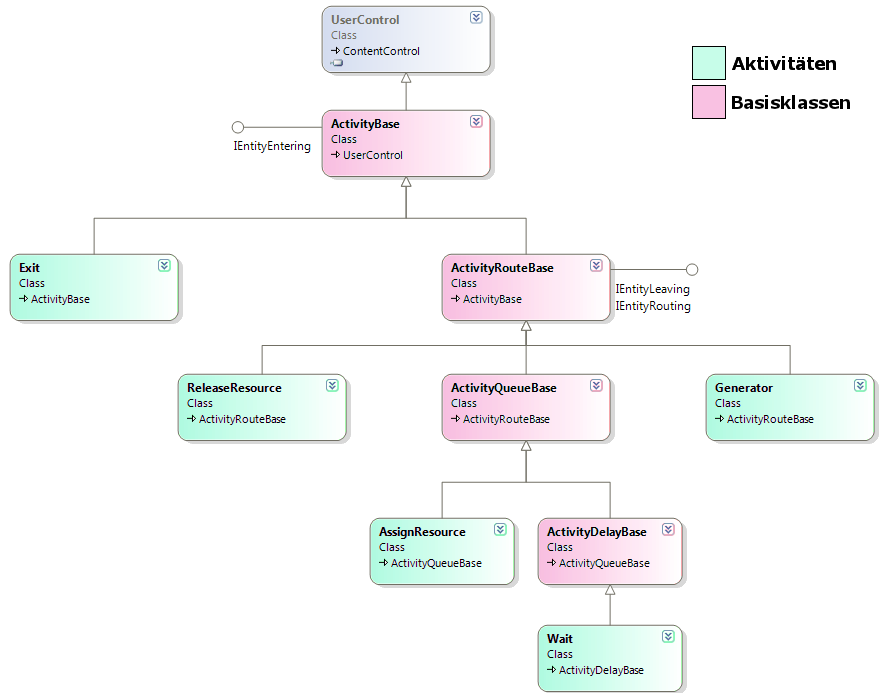 UserControl
Class
ContentControl
Aktivitäten
Basisklassen
ActivityBase
Class
UserControl
IEntityEntering
Exit
Class
ActivityBase
ActivityRouteBase
Class
ActivityBase
IEntityLeaving
IEntityRouting
ReleaseResource
Class
ActivityRouteBase
ActivityQueueBase
Class
ActivityRouteBase
Generator
Class
ActivityRouteBase
AssignResource
Class
ActivityQueueBase
ActivityDelayBase
Class
ActivityQueueBase
Wait
Class
ActivityDelayBase